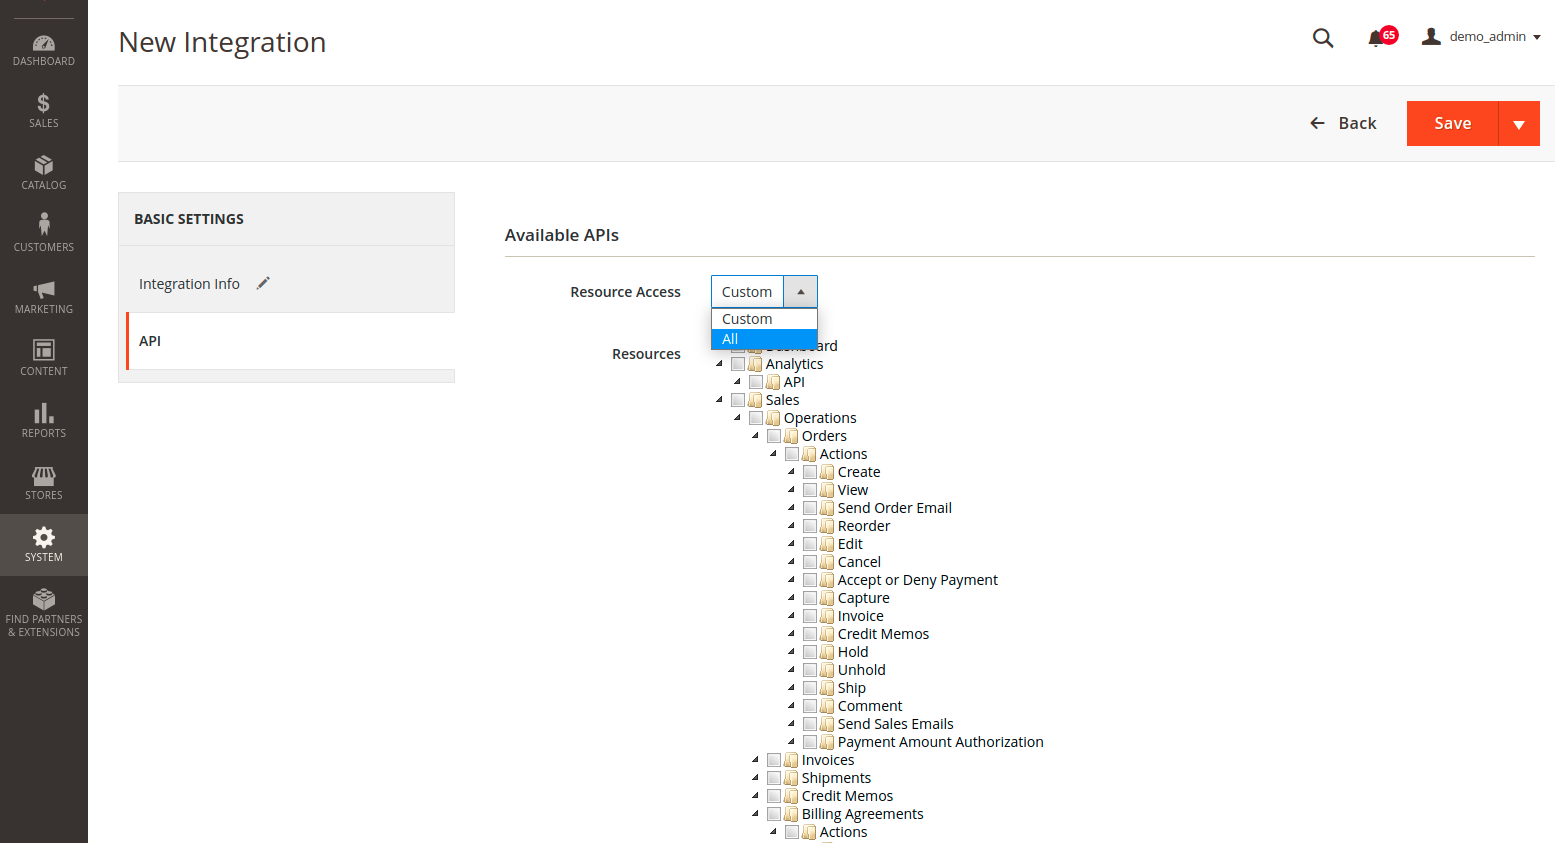 New Integration
65
demo_admin
Back
Save
DASHBOARD
SALES
CATALOG
CUSTOMERS
MARKETING
CONTENT
REPORTS
STORES
SYSTEM
FIND PARTNERS
& EXTENSIONS
BASIC SETTINGS
Integration Info
API
Available APIs
Resource Access
Custom
Custom
All
Resources
Dashboard
Analytics
API
Sales
Operations
Orders
Actions
Create
View
Send Order Email
Reorder
Edit
Cancel
Accept or Deny Payment
Capture
Invoice
Credit Memos
Hold
Unhold
Ship
Comment
Send Sales Emails
Payment Amount Authorization
Invoices
Shipments
Credit Memos
Billing Agreements
Actions